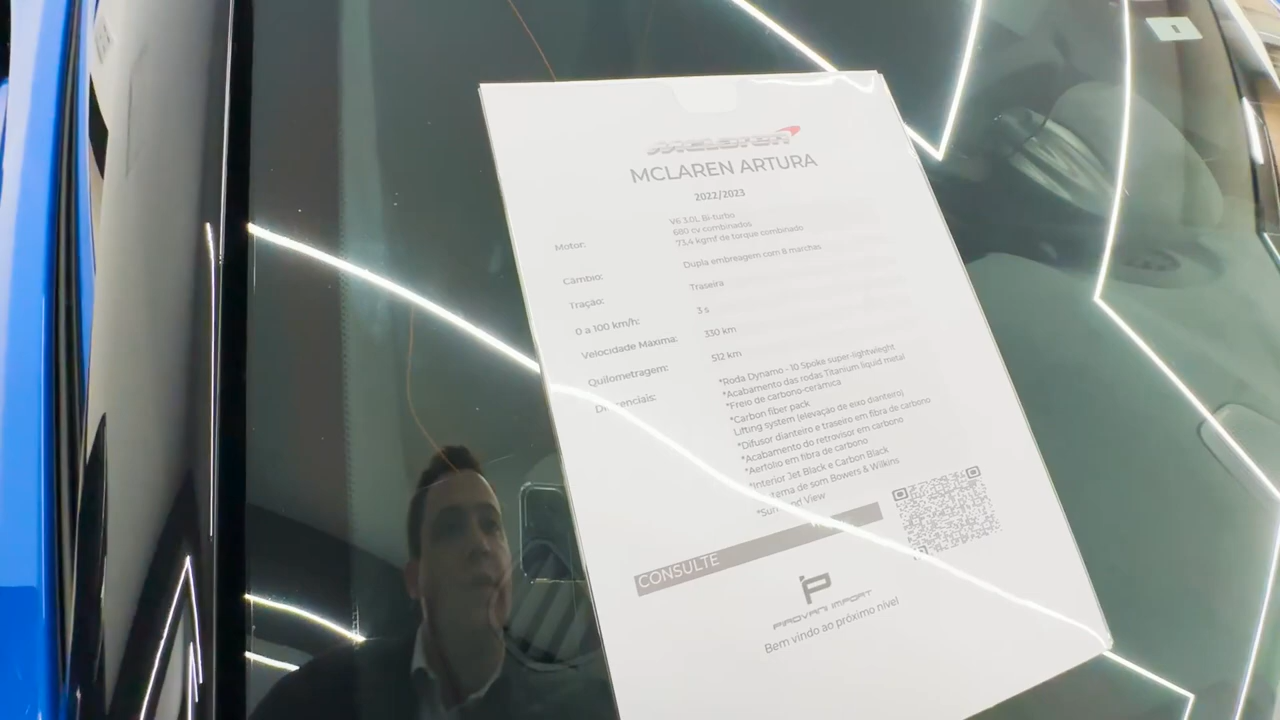 McLaren
MCLAREN ARTURA
2022/2023
Motor:
V6 3.0L Bi-turbo
680 cv combinados
73,4 kgmf de torque combinado
Câmbio:
Dupla embreagem com 8 marchas
Tração:
Traseira
0 a 100 km/h:
3 s
Velocidade Máxima:
330 km
Quilometragem:
512 km
Diferenciais:
*Roda Dynamo - 10 Spoke super-lightwieght
*Acabamento das rodas Titanium liquid metal
*Freio de carbono-cerâmica
*Carbon fiber pack
Lifting system (elevação de eixo dianteiro)
*Difusor dianteiro e traseiro em fibra de carbono
*Acabamento do retrovisor em carbono
*Aerfolio em fibra de carbono
*Interior Jet Black e Carbon Black
de som Bowers & Wilkins
View
CONSULTE
PROVANI IMPORT
Bem vindo ao próximo nível